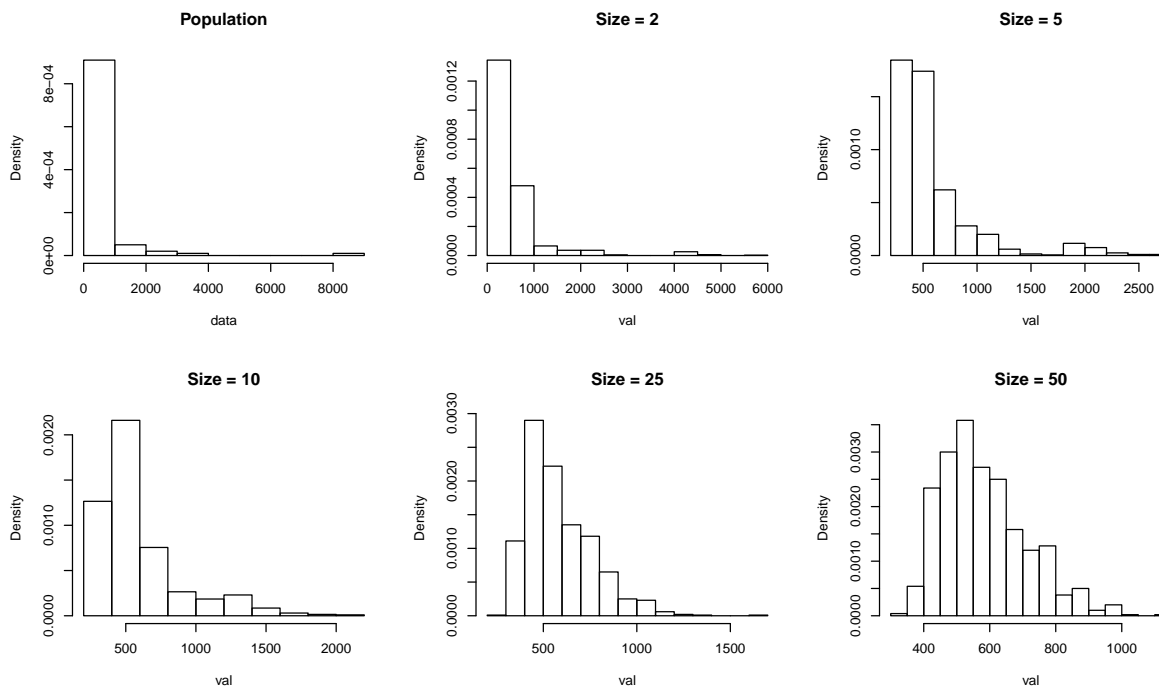 Population
Density
0e+00 4e−04 8e−04
0 2000 4000 6000 8000
data
Size = 2
Density
0.0000 0.0004 0.0008 0.0012
0 1000 2000 3000 4000 5000 6000
val
Size = 5
Density
0.0000 0.0010
500 1000 1500 2000 2500
val
Size = 10
Density
0.0000 0.0010 0.0020
500 1000 1500 2000
val
Size = 25
Density
0.0000 0.0010 0.0020 0.0030
500 1000 1500
val
Size = 50
Density
0.0000 0.0010 0.0020 0.0030
400 600 800 1000
val